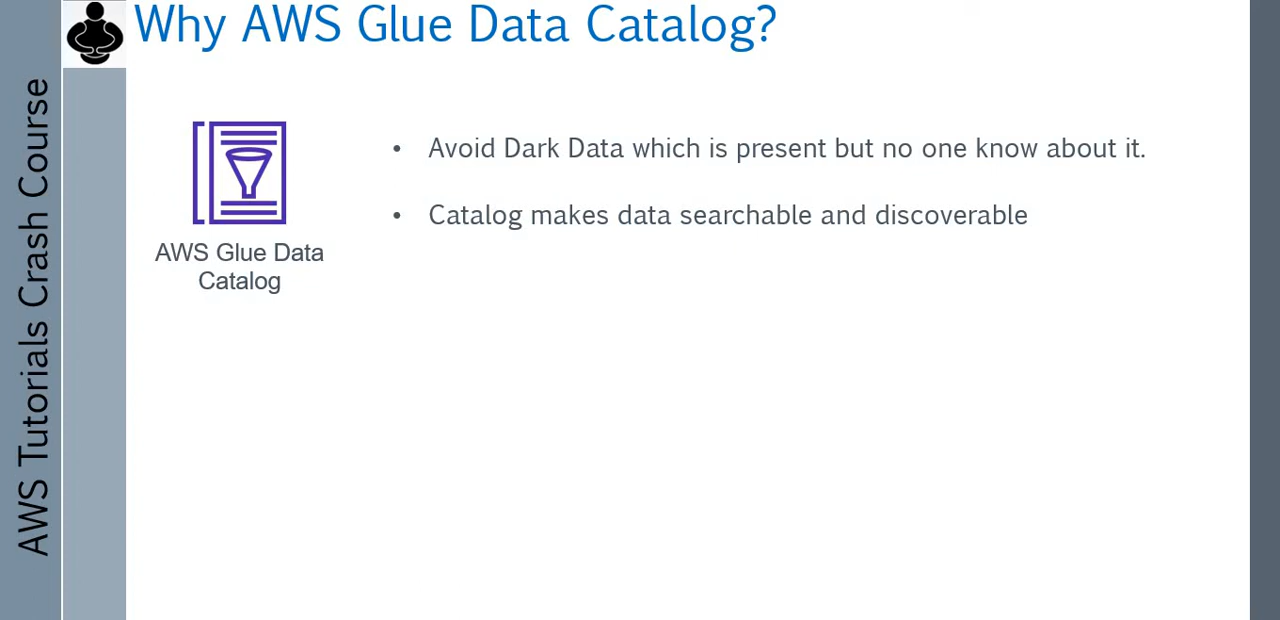 Why AWS Glue Data Catalog?
AWS Tutorials Crash Course
AWS Glue Data
Catalog
• Avoid Dark Data which is present but no one know about it.
• Catalog makes data searchable and discoverable